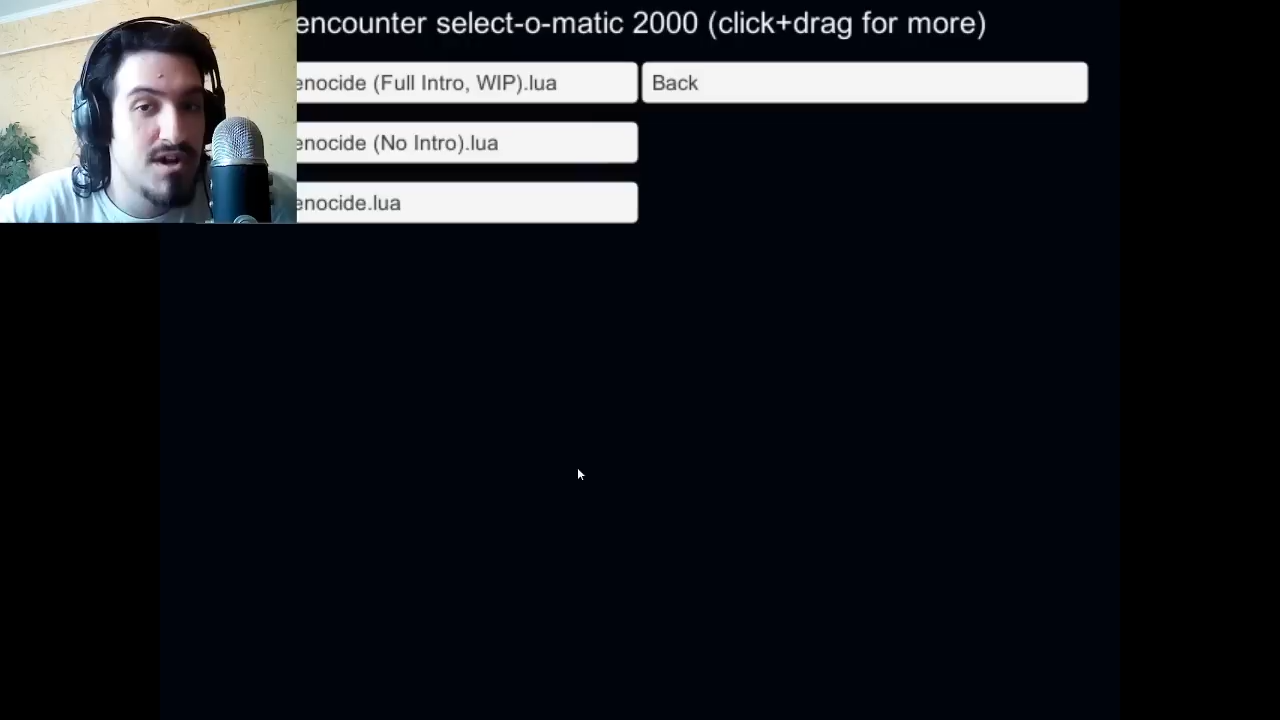 encounter select-o-matic 2000 (click+drag for more)
enocide (Full Intro, WIP).lua
Back
enocide (No Intro).lua
enocide.lua